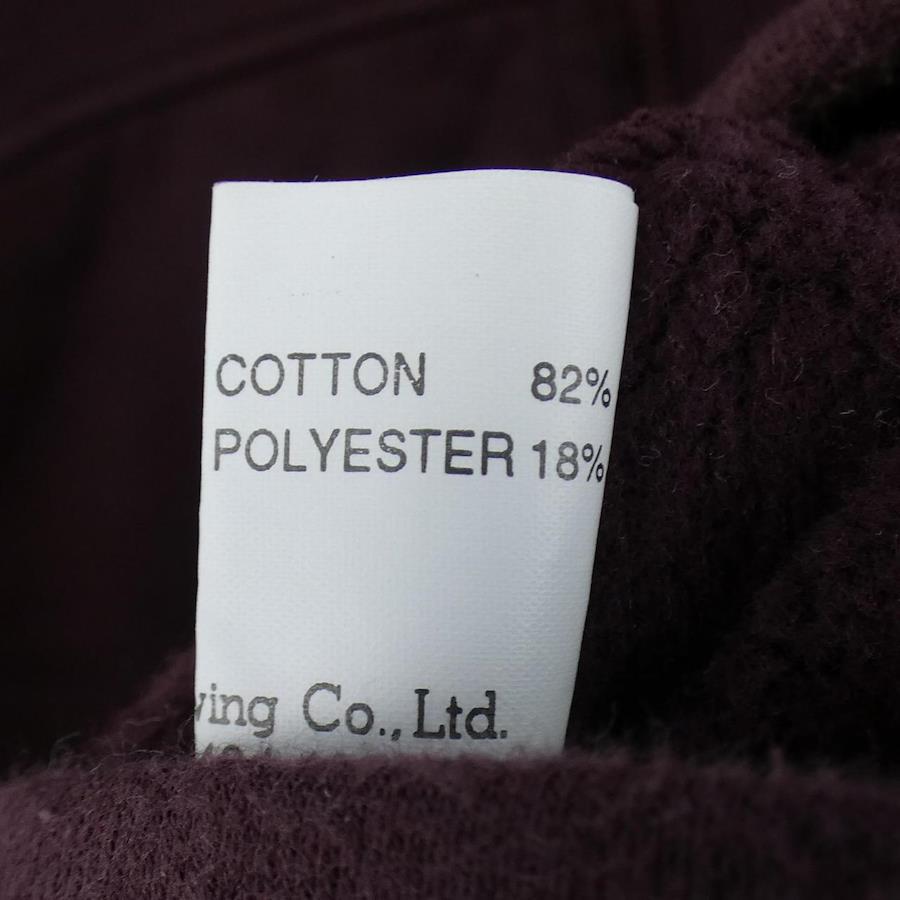 COTTON 82%
POLYESTER 18%
Co., Ltd.